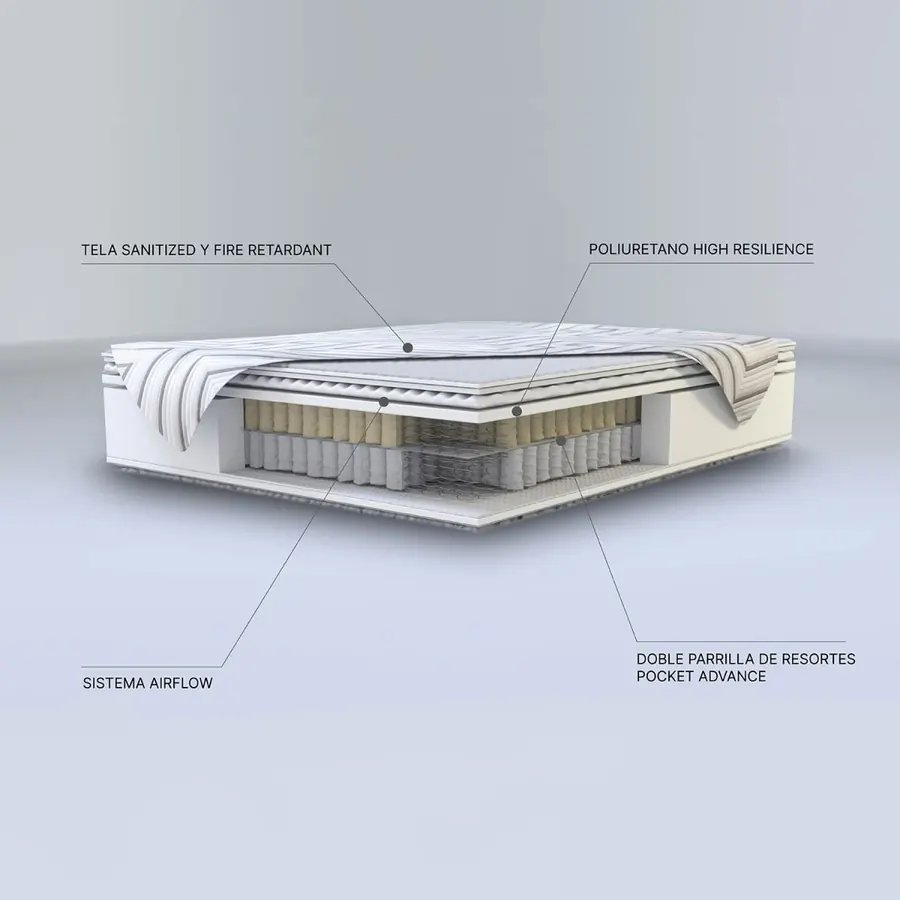 TELA SANITIZED Y FIRE RETARDANT
POLIURETANO HIGH RESILIENCE
SISTEMA AIRFLOW
DOBLE PARRILLA DE RESORTES
POCKET ADVANCE